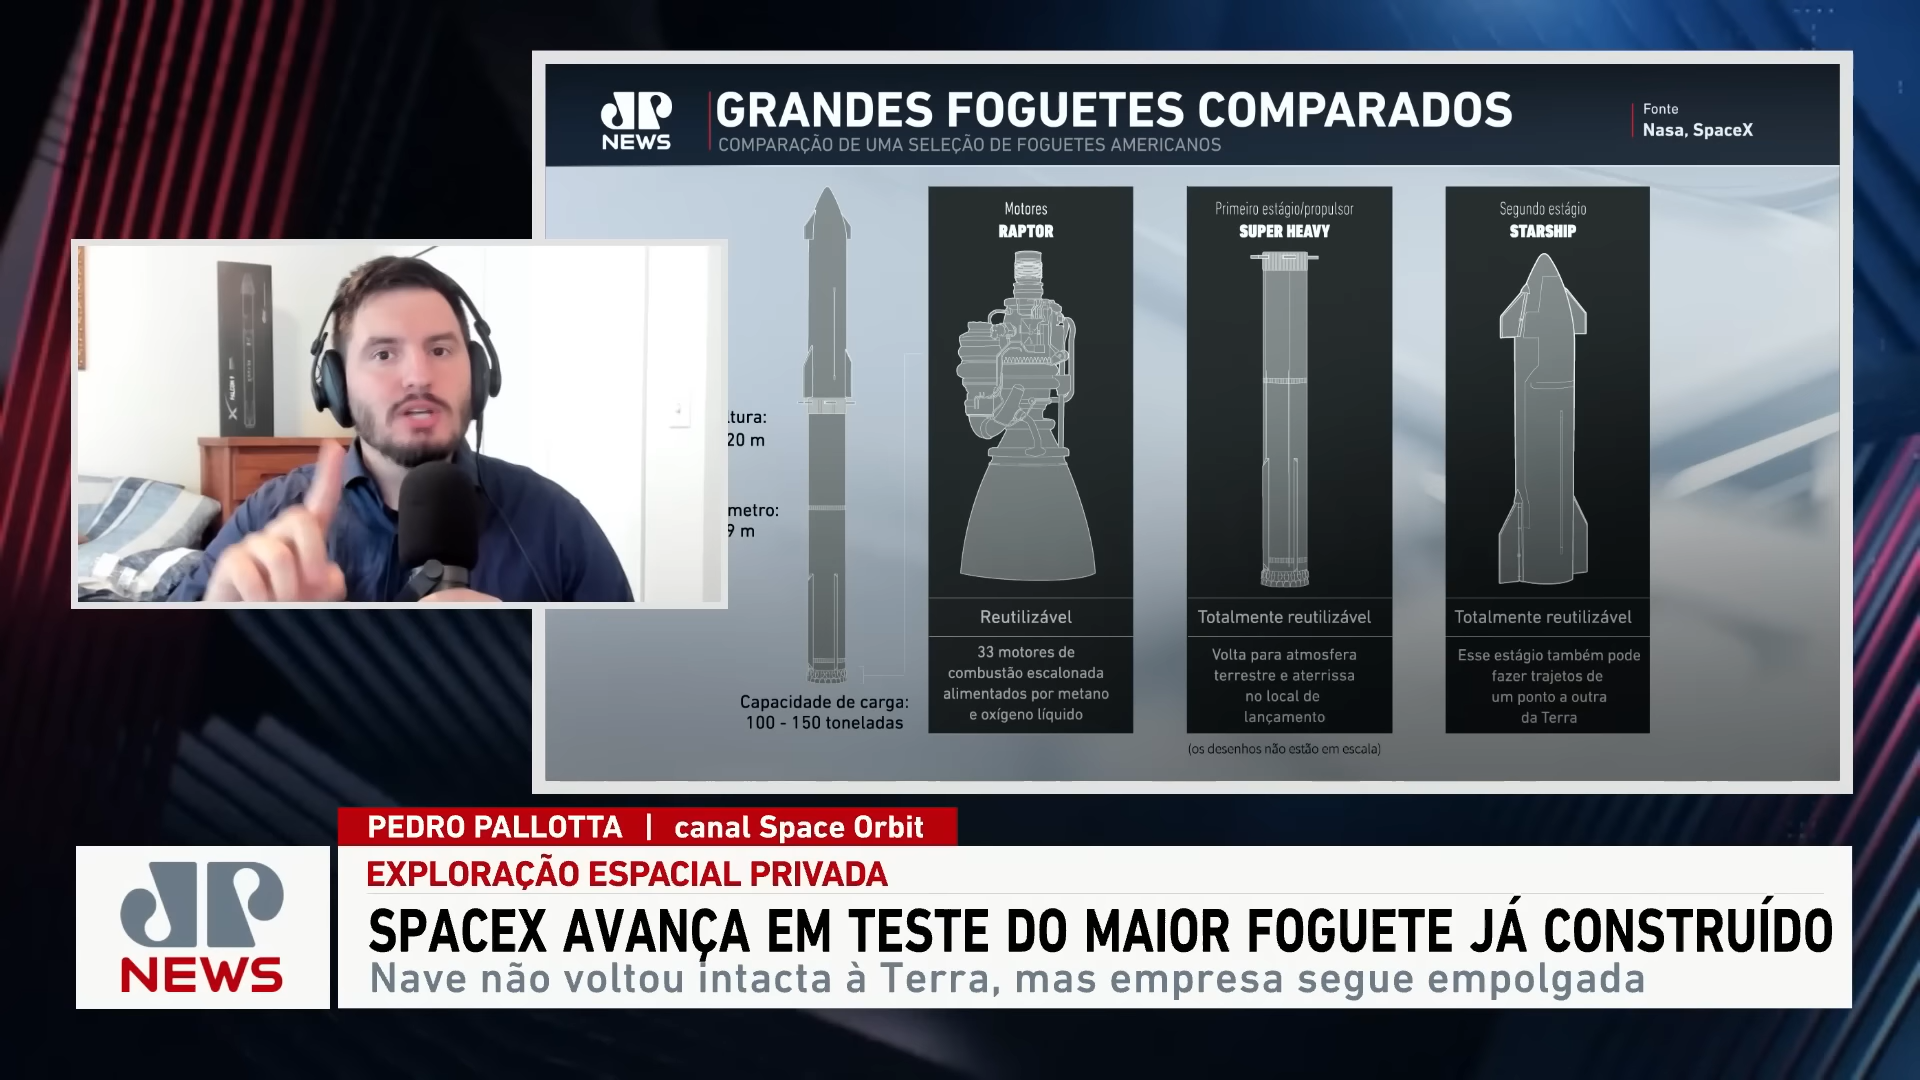 JP
NEWS
GRANDES FOGUETES COMPARADOS
COMPARAÇÃO DE UMA SELEÇÃO DE FOGUETES AMERICANOS
Fonte
Nasa, SpaceX
Motores
RAPTOR
Reutilizável
33 motores de
combustão escalonada
alimentados por metano
e oxígeno líquido
Primeiro estágio/propulsor
SUPER HEAVY
Totalmente reutilizável
Volta para atmosfera
terrestre e aterrissa
no local de
lançamento
(os desenhos não estão em escala)
Segundo estágio
STARSHIP
Totalmente reutilizável
Esse estágio também pode
fazer trajetos de
um ponto a outra
da Terra
ltura:
20 m
metro:
9 m
Capacidade de carga:
100 - 150 toneladas
X FALCON 9
PEDRO PALLOTTA | canal Space Orbit
EXPLORAÇÃO ESPACIAL PRIVADA
SPACEX AVANÇA EM TESTE DO MAIOR FOGUETE JÁ CONSTRUÍDO
Nave não voltou intacta à Terra, mas empresa segue empolgada
JP
NEWS